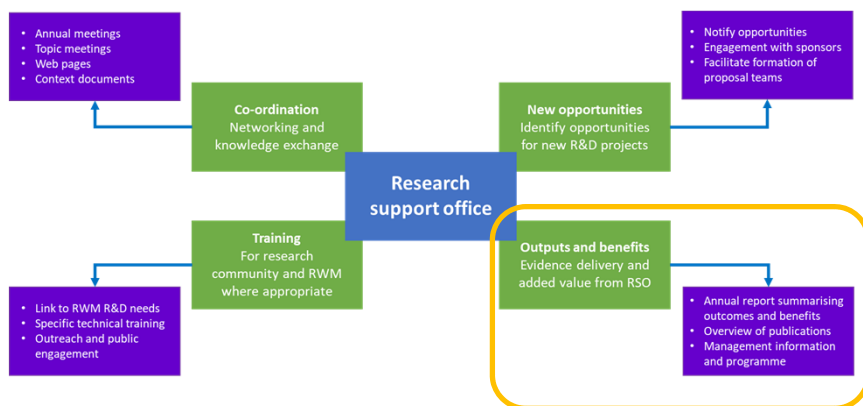 • Annual meetings
• Topic meetings
• Web pages
• Context documents
Co-ordination
Networking and
knowledge exchange
New opportunities
Identify opportunities
for new R&D projects
• Notify opportunities
• Engagement with sponsors
• Facilitate formation of
proposal teams
Research
support office
Training
For research
community and RWM
where appropriate
• Link to RWM R&D needs
• Specific technical training
• Outreach and public
engagement
Outputs and benefits
Evidence delivery and
added value from RSO
• Annual report summarising
outcomes and benefits
• Overview of publications
• Management information
and programme